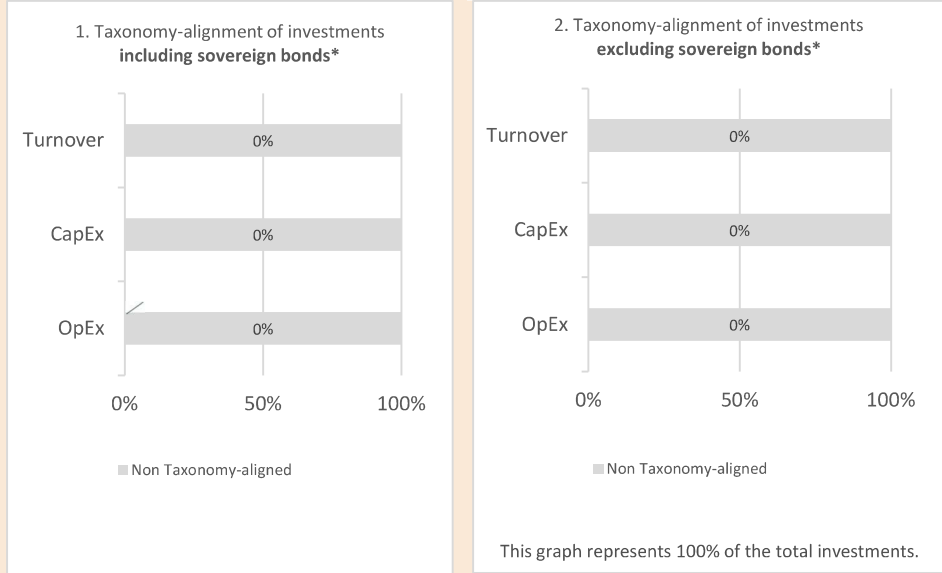 1. Taxonomy-alignment of investments
including sovereign bonds*
Turnover
0%
CapEx
0%
OpEx
0%
0%
50%
100%
Non Taxonomy-aligned
2. Taxonomy-alignment of investments
excluding sovereign bonds*
Turnover
0%
CapEx
0%
OpEx
0%
0%
50%
100%
Non Taxonomy-aligned
This graph represents 100% of the total investments.